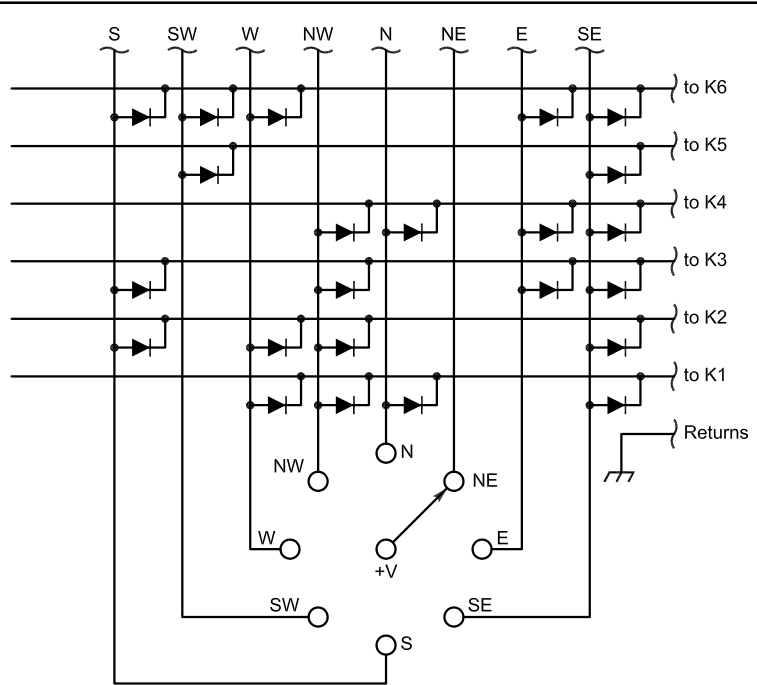 S SW W NW N NE E SE
to K6
to K5
to K4
to K3
to K2
to K1
Returns
N
NW NE
W E
+V
SW SE
S